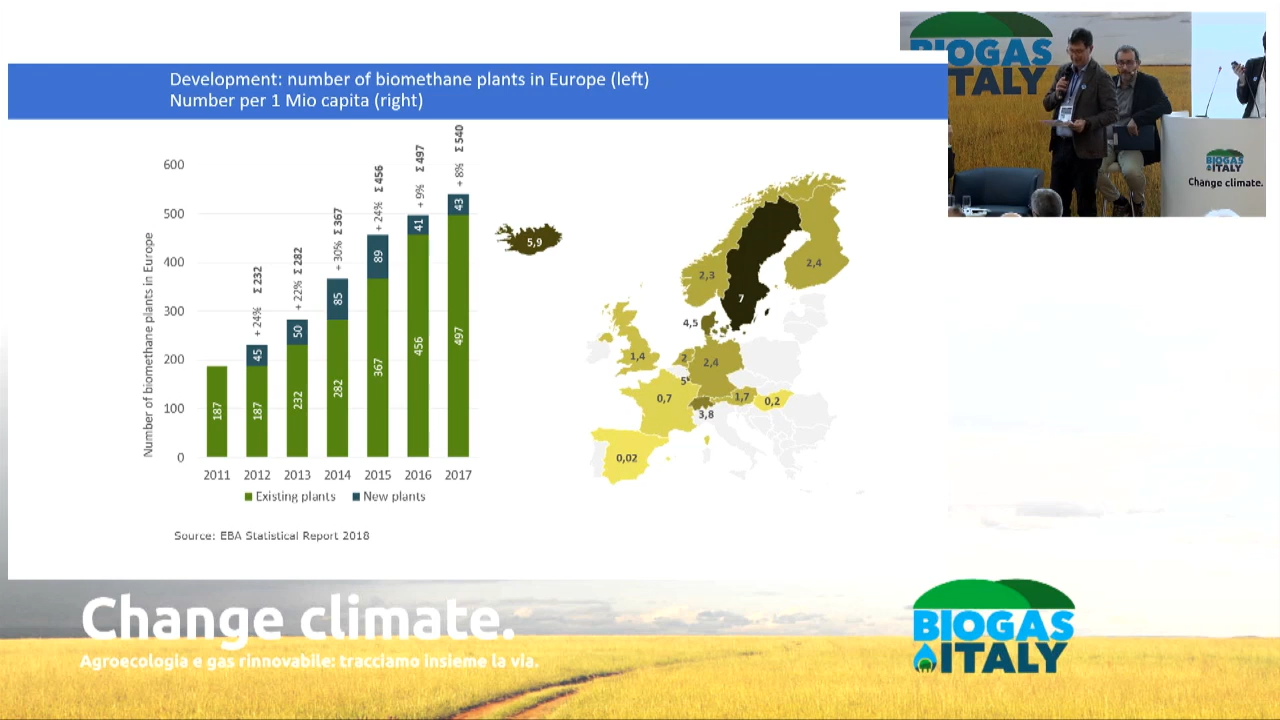 Development: number of biomethane plants in Europe (left)
Number per 1 Mio capita (right)
BIOGAS
ITALY
BIOGAS
ITALY
Change climate.
Number of biomethane plants in Europe
600
500
400
300
200
100
0
187
187
45
+ 24% Σ 232
232
50
+ 22% Σ 282
282
85
+ 30% Σ 367
367
89
+ 24% Σ 456
456
41
+ 9% Σ 497
497
43
+ 8% Σ 540
2011 2012 2013 2014 2015 2016 2017
Existing plants New plants
5,9
2,3
2,4
7
4,5
1,4
2
2,4
5
0,7
1,7
0,2
3,8
0,02
Source: EBA Statistical Report 2018
Change climate.
Agroecologia e gas rinnovabile: tracciamo insieme la via.
BIOGAS
ITALY